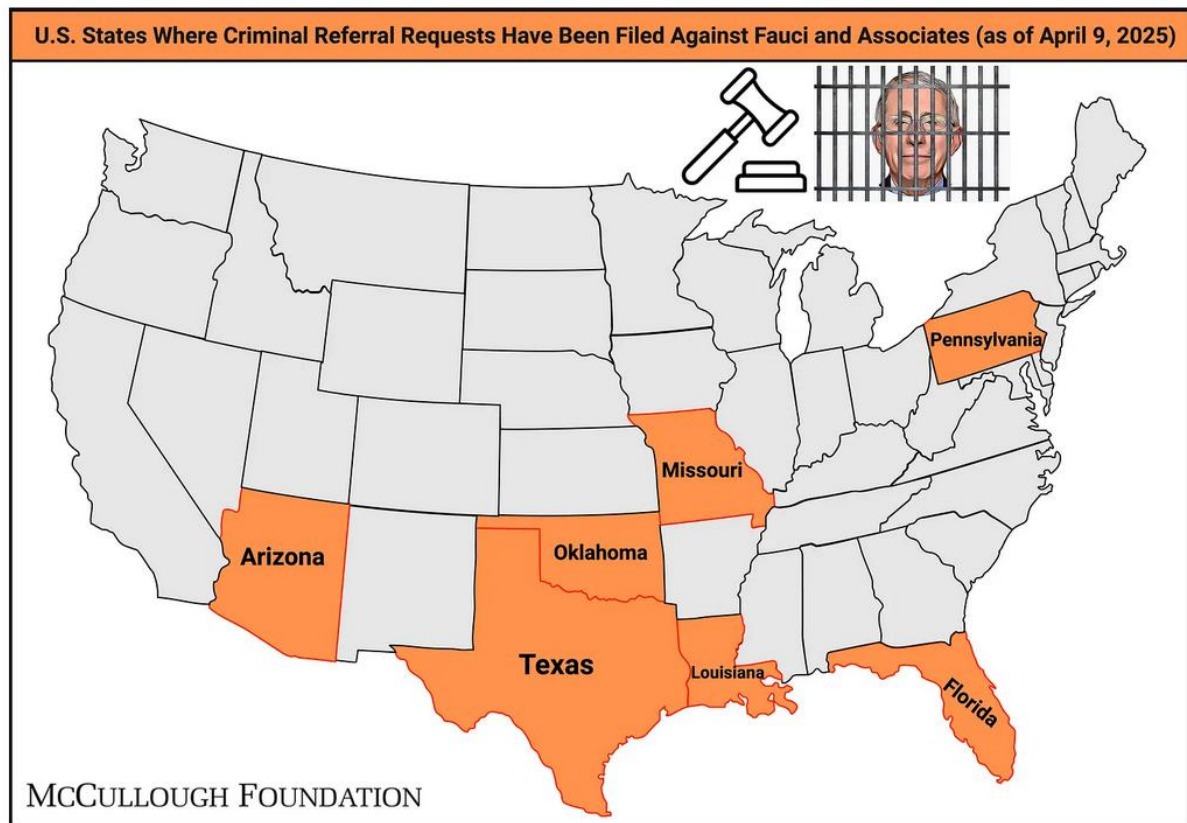 U.S. States Where Criminal Referral Requests Have Been Filed Against Fauci and Associates (as of April 9, 2025)
Pennsylvania
Missouri
Arizona
Oklahoma
Texas
Louisiana
Florida
MCCULLOUGH FOUNDATION